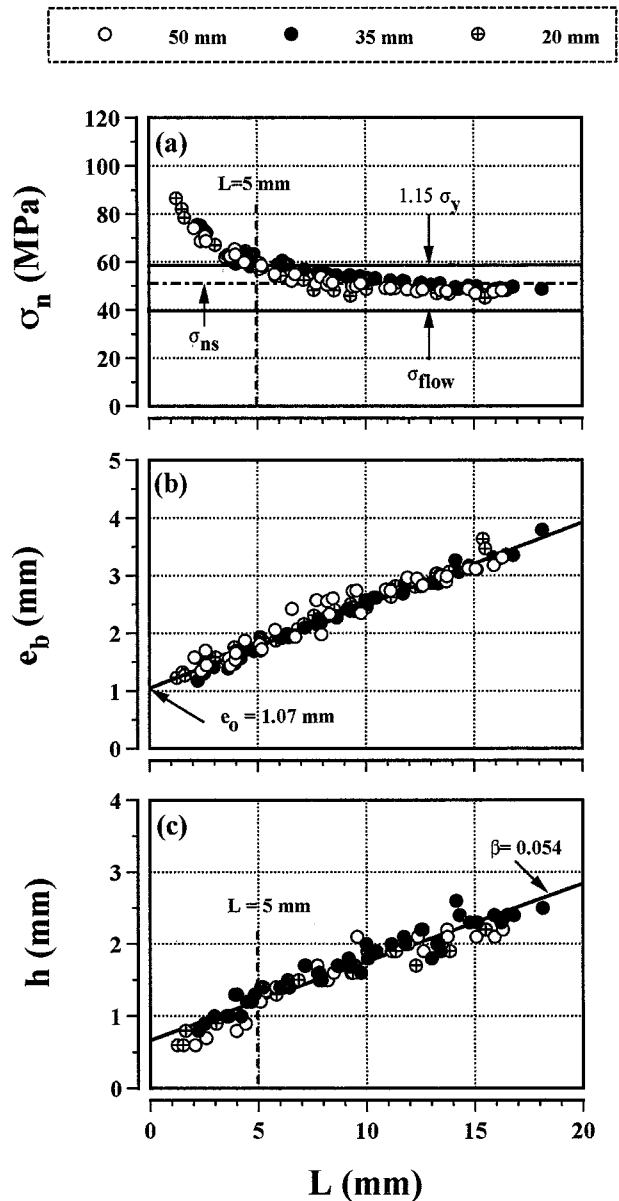 50 mm 35 mm 20 mm
120
100
80
60
40
20
0
σn (MPa)
(a)
L=5 mm
1.15 σy
σns
σflow
5
4
3
2
1
0
eb (mm)
(b)
eo = 1.07 mm
4
3
2
1
0
h (mm)
(c)
L = 5 mm
β= 0.054
0 5 10 15 20
L (mm)